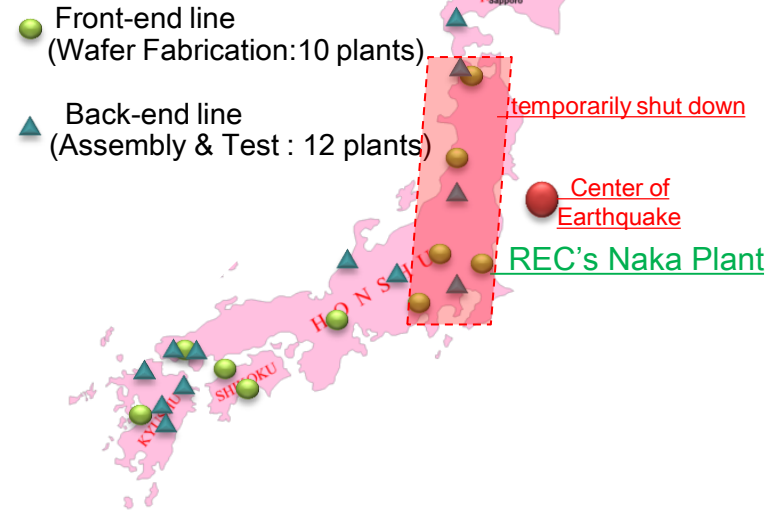 Sapporo
Front-end line
(Wafer Fabrication:10 plants)
Back-end line
(Assembly & Test : 12 plants)
temporarily shut down
Center of
Earthquake
REC's Naka Plant
HONSHU
SHIKOKU
KYUSHU